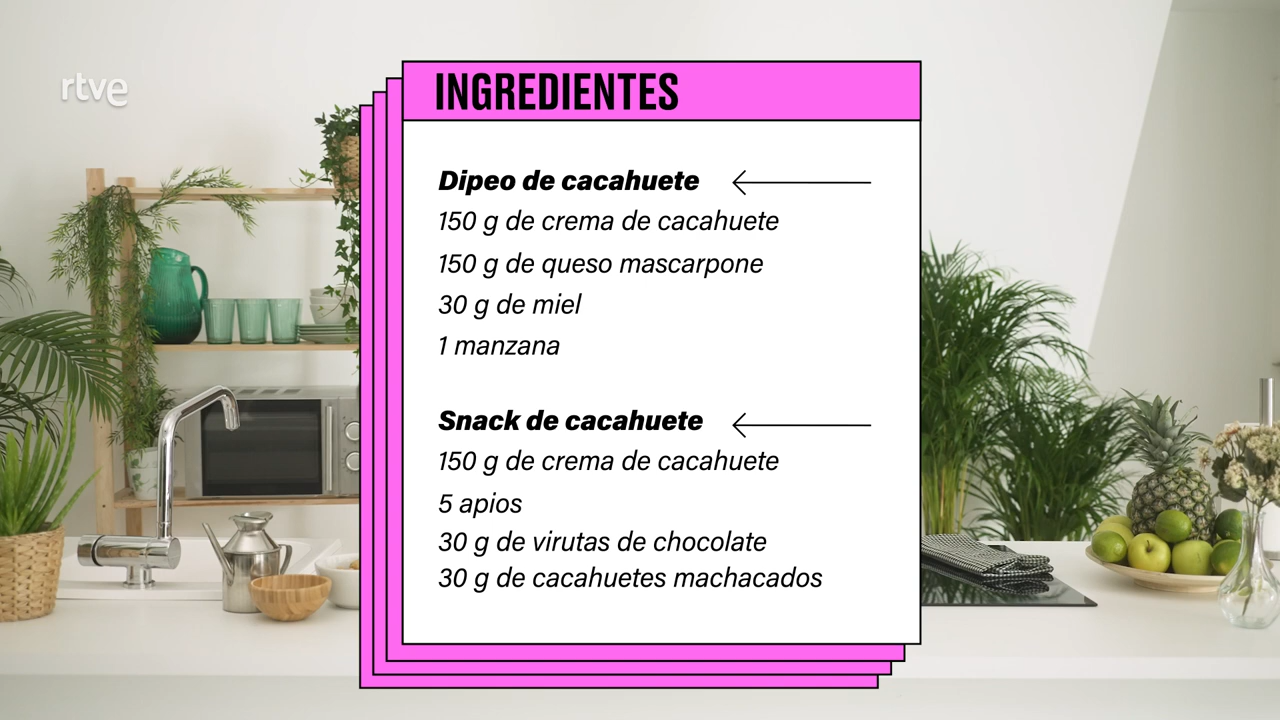 rtve
INGREDIENTES
Dipeo de cacahuete
150 g de crema de cacahuete
150 g de queso mascarpone
30 g de miel
1 manzana
Snack de cacahuete
150 g de crema de cacahuete
5 apios
30 g de virutas de chocolate
30 g de cacahuetes machacados